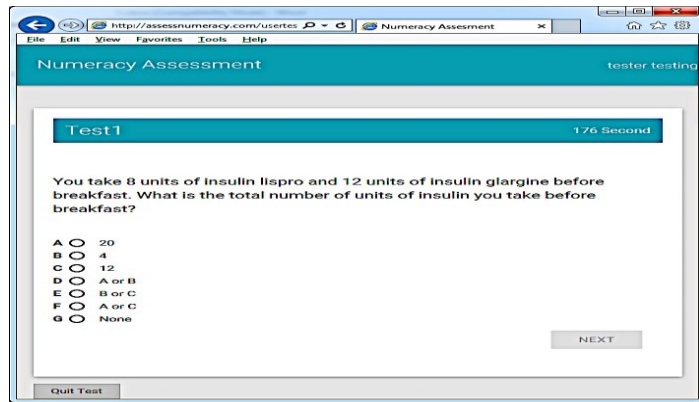 http://assessnumeracy.com/usertes
Numeracy Assesment
File Edit View Favorites Tools Help
Numeracy Assessment
tester testing
Test1
176 Second
You take 8 units of insulin lispro and 12 units of insulin glargine before
breakfast. What is the total number of units of insulin you take before
breakfast?
A 20
B 4
C 12
D A or B
E B or C
F A or C
G None
NEXT
Quit Test